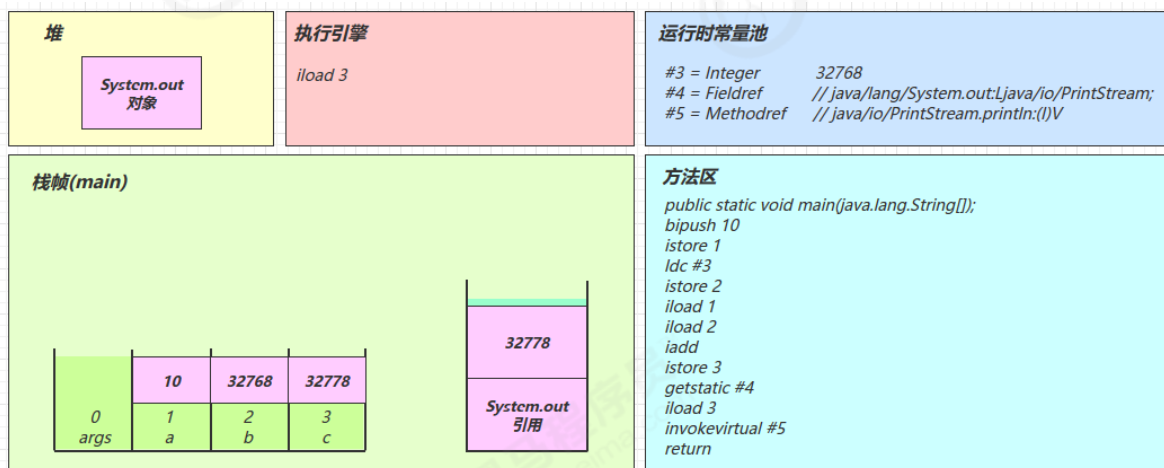 堆
System.out
对象
执行引擎
iload 3
运行时常量池
#3 = Integer 32768
#4 = Fieldref // java/lang/System.out:Ljava/io/PrintStream;
#5 = Methodref // java/io/PrintStream.println:(I)V
栈帧(main)
10 32768 32778
0 1 2 3
args a b c
32778
System.out
引用
方法区
public static void main(java.lang.String[]);
bipush 10
istore 1
ldc #3
istore 2
iload 1
iload 2
iadd
istore 3
getstatic #4
iload 3
invokevirtual #5
return